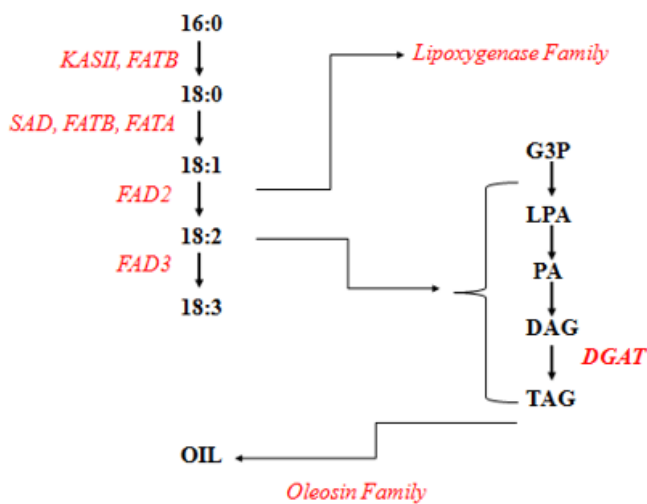 16:0
KASII, FATB
Lipoxygenase Family
18:0
SAD, FATB, FATA
18:1
FAD2
18:2
FAD3
18:3
G3P
LPA
PA
DAG
DGAT
TAG
OIL
Oleosin Family